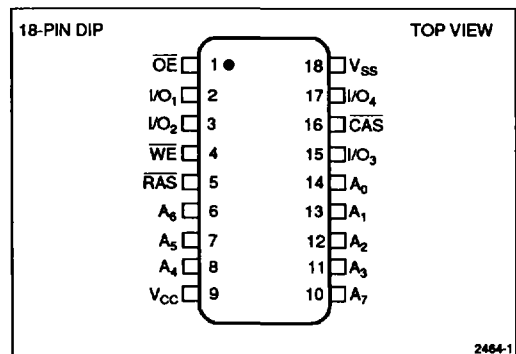 18-PIN DIP TOP VIEW
OE 1 18 VSS
I/O1 2 17 I/O4
I/O2 3 16 CAS
WE 4 15 I/O3
RAS 5 14 A0
A6 6 13 A1
A5 7 12 A2
A4 8 11 A3
VCC 9 10 A7
2464-1